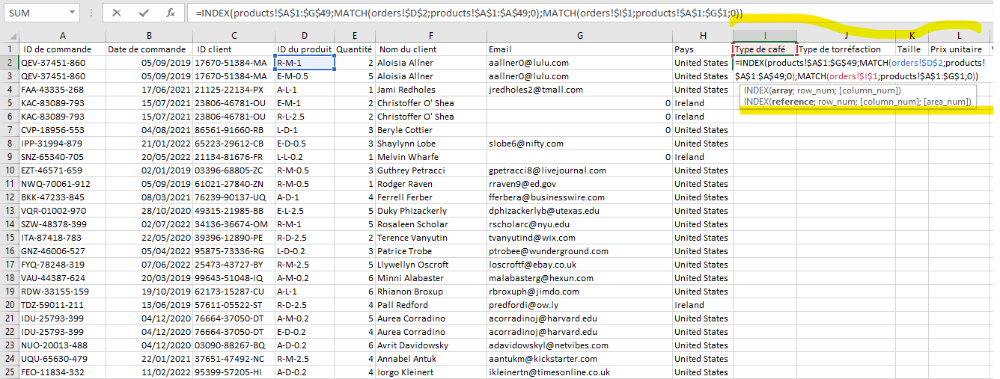 SUM =INDEX(products!$A$1:$G$49;MATCH(orders!$D$2;products!$A$1:$A$49;0);MATCH(orders!$I$1;products!$A$1:$G$1;0))
A B C D E F G H I J K L
1 ID de commande Date de commande ID client ID du produit Quantité Nom du client Email Pays Type de café Type de torréfaction Taille Prix unitaire
2 QEV-37451-860 05/09/2019 17670-51384-MA R-M-1 2 Aloisia Allner aallner0@lulu.com United States =INDEX(products!$A$1:$G$49;MATCH(orders!$D$2;products!
3 QEV-37451-860 05/09/2019 17670-51384-MA E-M-0.5 5 Aloisia Allner aallner0@lulu.com United States $A$1:$A$49;0);MATCH(orders!$I$1;products!$A$1:$G$1;0))
4 FAA-43335-268 17/06/2021 21125-22134-PX A-L-1 1 Jami Redholes jredholes2@tmall.com United States INDEX(array; row_num; [column_num])
5 KAC-83089-793 15/07/2021 23806-46781-OU E-M-1 2 Christoffer O' Shea 0 Ireland INDEX(reference; row_num; [column_num]; [area_num])
6 KAC-83089-793 15/07/2021 23806-46781-OU R-L-2.5 2 Christoffer O' Shea 0 Ireland
7 CVP-18956-553 04/08/2021 86561-91660-RB L-D-1 3 Beryle Cottier 0 United States
8 IPP-31994-879 21/01/2022 65223-29612-CB E-D-0.5 3 Shaylynn Lobe slobe6@nifty.com United States
9 SNZ-65340-705 20/05/2022 21134-81676-FR L-L-0.2 1 Melvin Wharfe 0 Ireland
10 EZT-46571-659 02/01/2019 03396-68805-ZC R-M-0.5 3 Guthrey Petracci gpetracci8@livejournal.com United States
11 NWQ-70061-912 05/09/2019 61021-27840-ZN R-M-0.5 1 Rodger Raven rraven9@ed.gov United States
12 BKK-47233-845 08/03/2021 76239-90137-UQ A-D-1 4 Ferrell Ferber fferbera@businesswire.com United States
13 VQR-01002-970 28/10/2020 49315-21985-BB E-L-2.5 5 Duky Phizackerly dphizackerlyb@utexas.edu United States
14 SZW-48378-399 02/07/2022 34136-36674-OM R-M-1 5 Rosaleen Scholar rscholarc@nyu.edu United States
15 ITA-87418-783 22/05/2020 39396-12890-PE R-D-2.5 2 Terence Vanyutin tvanyutind@wix.com United States
16 GNZ-46006-527 05/04/2022 95875-73336-RG L-D-0.2 3 Patrice Trobe ptrobee@wunderground.com United States
17 FYQ-78248-319 07/06/2022 25473-43727-BY R-M-2.5 5 Llywellyn Oscroft loscroftf@ebay.co.uk United States
18 VAU-44387-624 20/03/2019 99643-51048-IQ A-M-0.2 6 Minni Alabaster malabasterg@hexun.com United States
19 RDW-33155-159 19/10/2019 62173-15287-CU A-L-1 6 Rhianon Broxup rbroxuph@jimdo.com United States
20 TDZ-59011-211 13/06/2019 57611-05522-ST R-D-2.5 4 Pall Redford predfordi@ow.ly Ireland
21 IDU-25793-399 04/12/2020 76664-37050-DT A-M-0.2 5 Aurea Corradino acorradinoj@harvard.edu United States
22 IDU-25793-399 04/12/2020 76664-37050-DT E-D-0.2 4 Aurea Corradino acorradinoj@harvard.edu United States
23 NUO-20013-488 04/12/2020 03090-88267-BQ A-D-0.2 6 Avrit Davidowsky adavidowskyl@netvibes.com United States
24 UQU-65630-479 22/01/2021 37651-47492-NC R-M-2.5 4 Annabel Antuk aantukm@kickstarter.com United States
25 FEO-11834-332 11/02/2022 95399-57205-HI A-D-0.2 4 Iorgo Kleinert ikleinertn@timesonline.co.uk United States